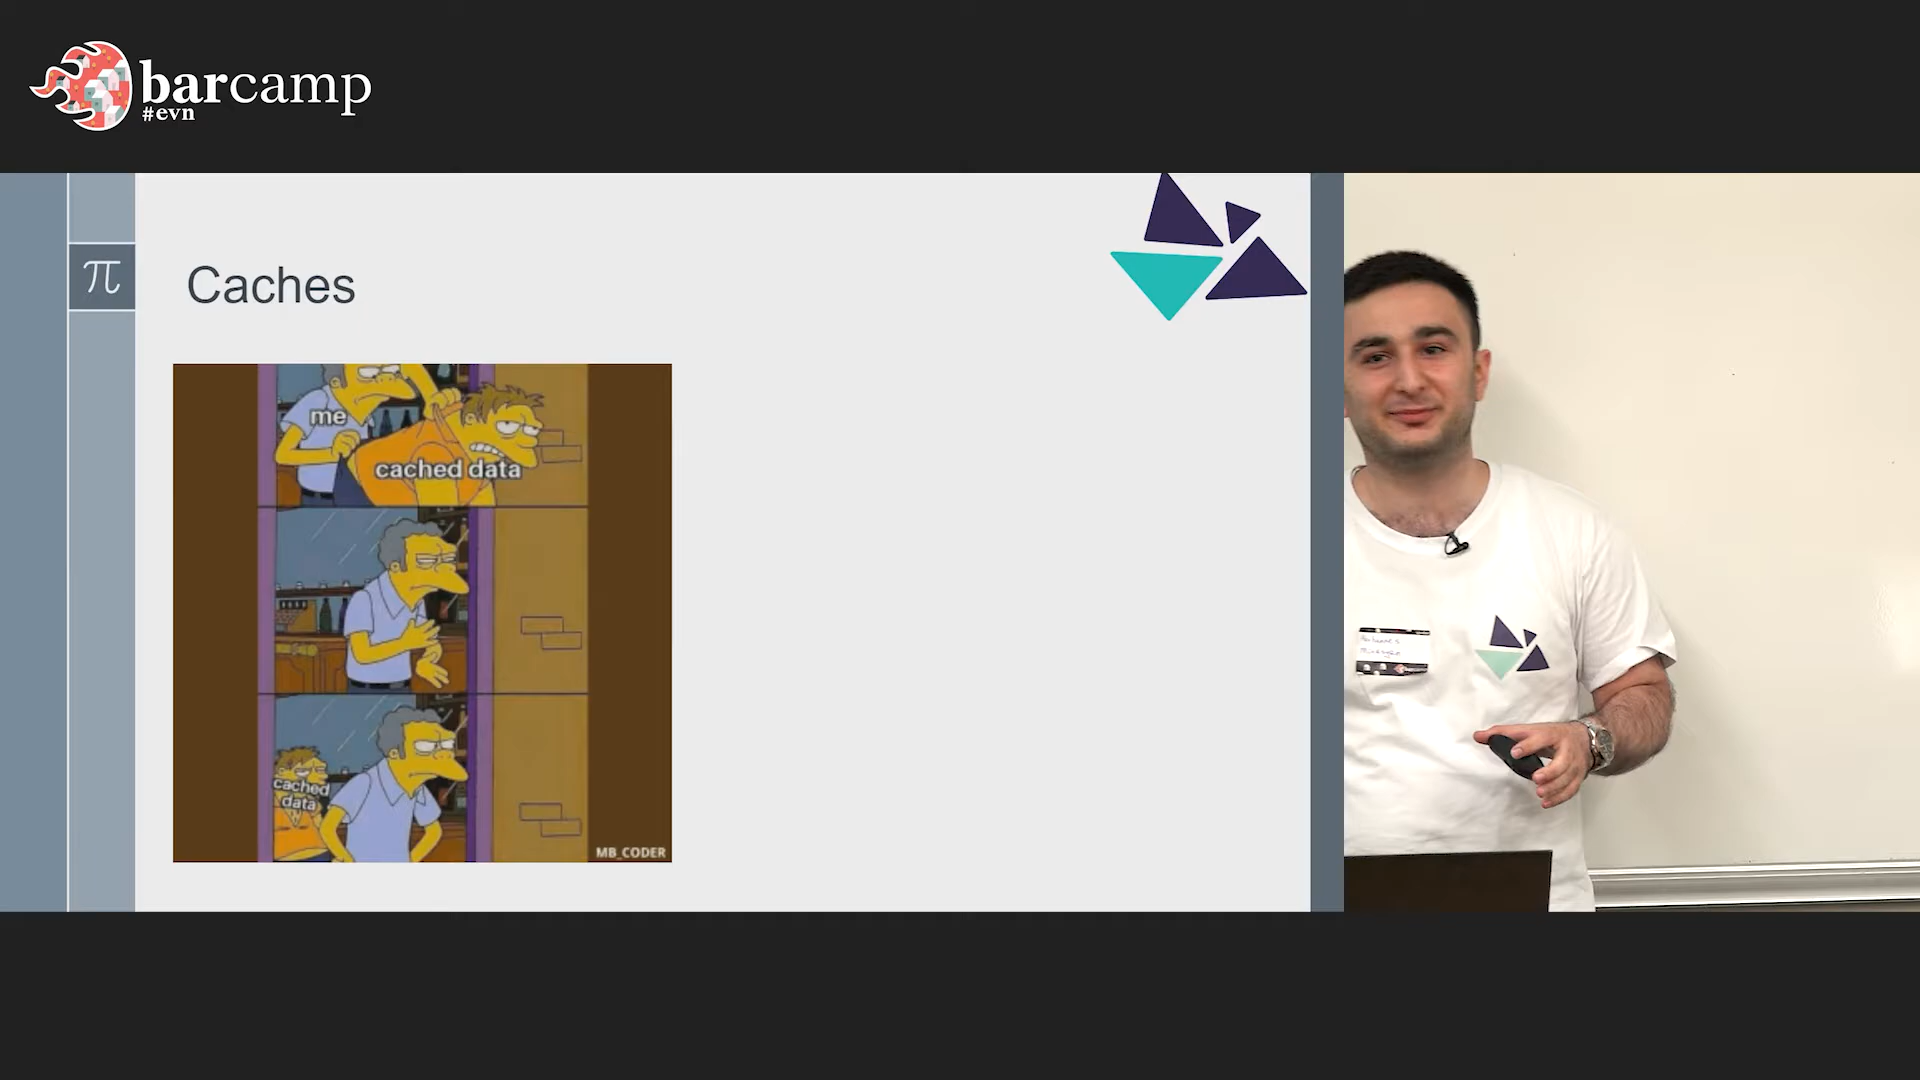 barcamp
#evn
π
Caches
me
cached data
cached
data
MB_CODER